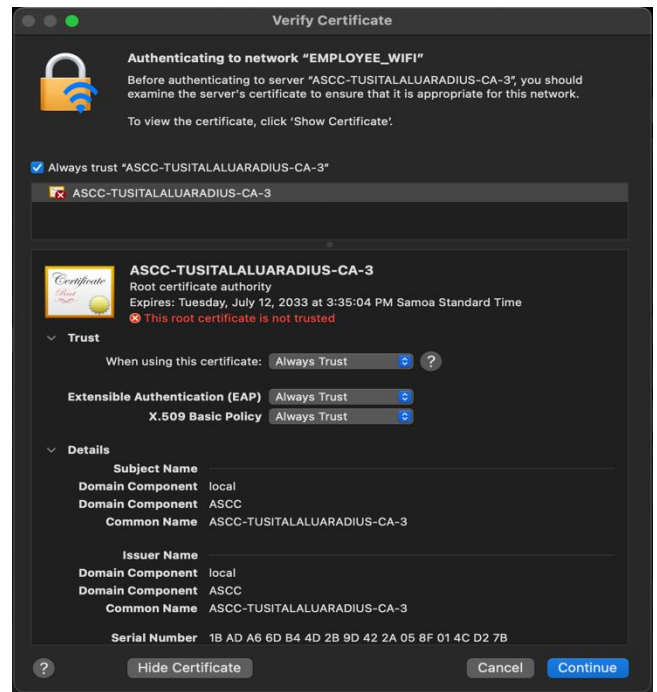 Verify Certificate
Authenticating to network “EMPLOYEE_WIFI”
Before authenticating to server “ASCC-TUSITALALUARADIUS-CA-3”, you should
examine the server's certificate to ensure that it is appropriate for this network.
To view the certificate, click ‘Show Certificate’.
Always trust “ASCC-TUSITALALUARADIUS-CA-3”
ASCC-TUSITALALUARADIUS-CA-3
Certificate
Root
ASCC-TUSITALALUARADIUS-CA-3
Root certificate authority
Expires: Tuesday, July 12, 2033 at 3:35:04 PM Samoa Standard Time
This root certificate is not trusted
Trust
When using this certificate: Always Trust ?
Extensible Authentication (EAP) Always Trust
X.509 Basic Policy Always Trust
Details
Subject Name
Domain Component local
Domain Component ASCC
Common Name ASCC-TUSITALALUARADIUS-CA-3
Issuer Name
Domain Component local
Domain Component ASCC
Common Name ASCC-TUSITALALUARADIUS-CA-3
Serial Number 1B AD A6 6D B4 4D 2B 9D 42 2A 05 8F 01 4C D2 7B
? Hide Certificate Cancel Continue